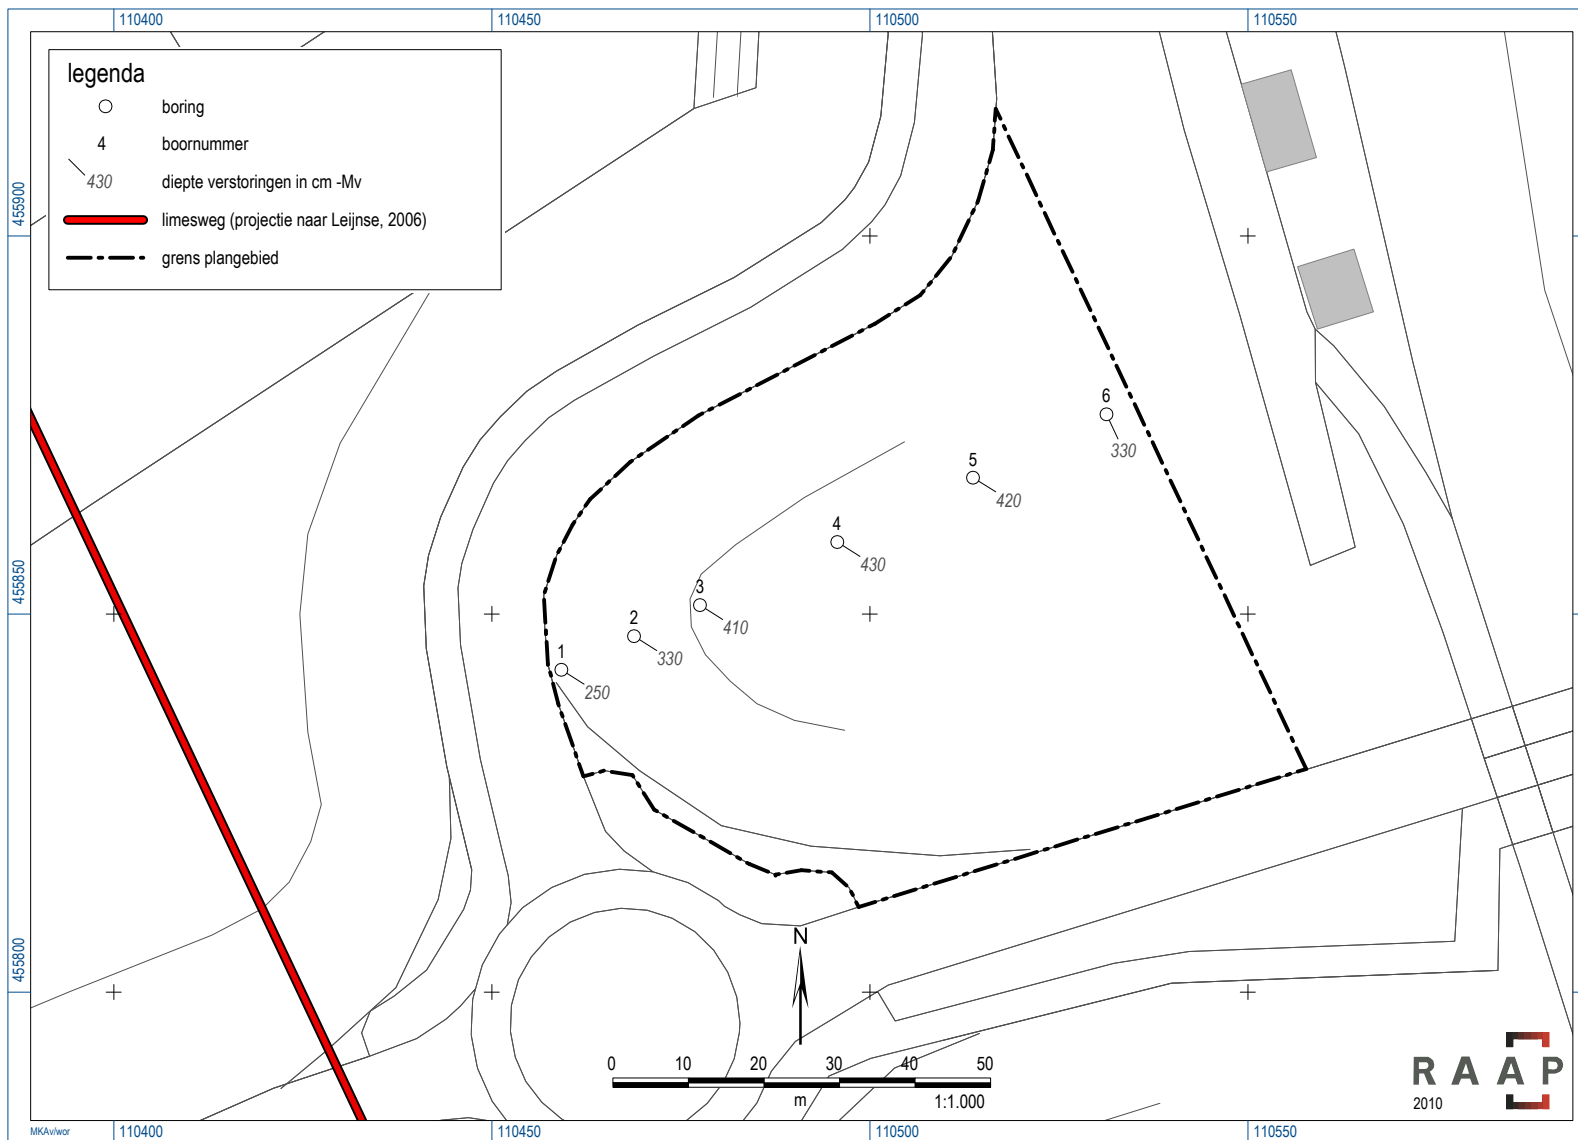 110400 110450 110500 110550
legenda
boring
4 boornummer
430 diepte verstoringen in cm -Mv
limesweg (projectie naar Leijnse, 2006)
grens plangebied
455900
455850
455800
6
330
5
420
4
430
3
410
2
330
1
250
N
0 10 20 30 40 50
m 1:1.000
RAAP
2010
MKAv/wor
110400 110450 110500 110550